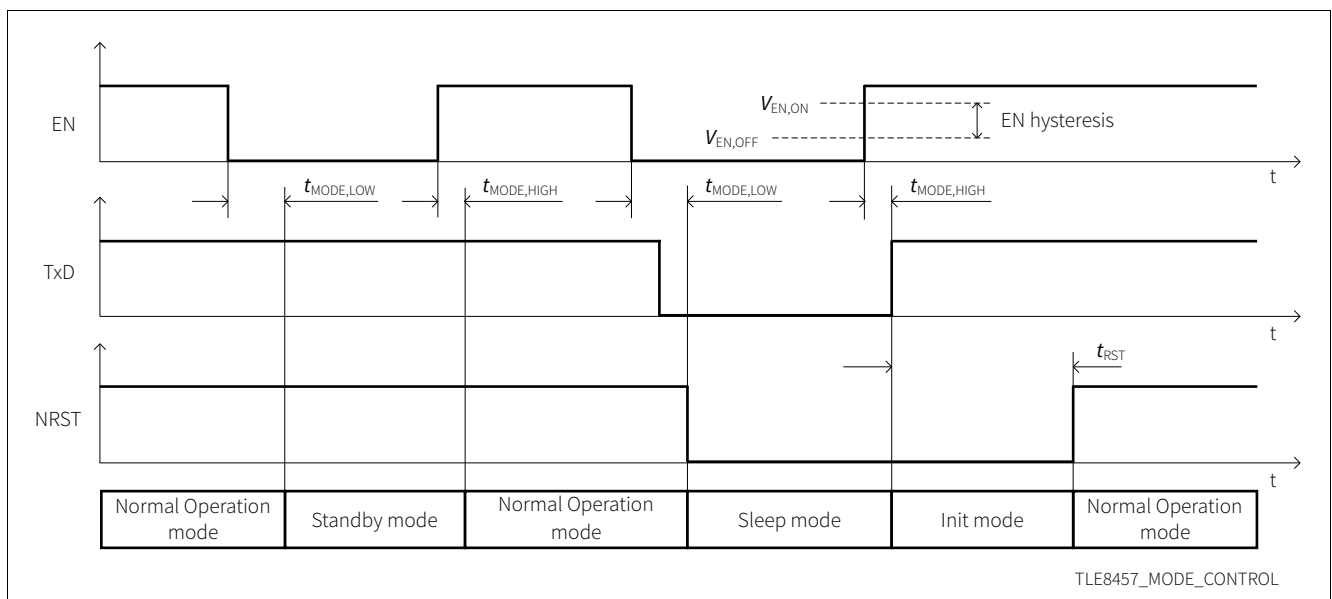 EN
V_EN,ON
V_EN,OFF
EN hysteresis
t
t_MODE,LOW
t_MODE,HIGH
t_MODE,LOW
t_MODE,HIGH
TxD
t
t_RST
NRST
t
Normal Operation
mode
Standby mode
Normal Operation
mode
Sleep mode
Init mode
Normal Operation
mode
TLE8457_MODE_CONTROL